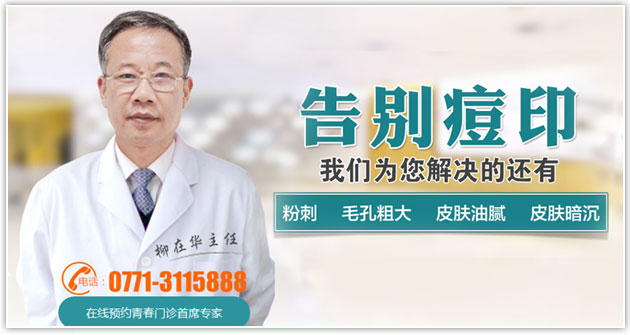 告别痘印
我们为您解决的还有
粉刺 毛孔粗大 皮肤油腻 皮肤暗沉
柳在华主任
电话：0771-3115888
在线预约青春门诊首席专家